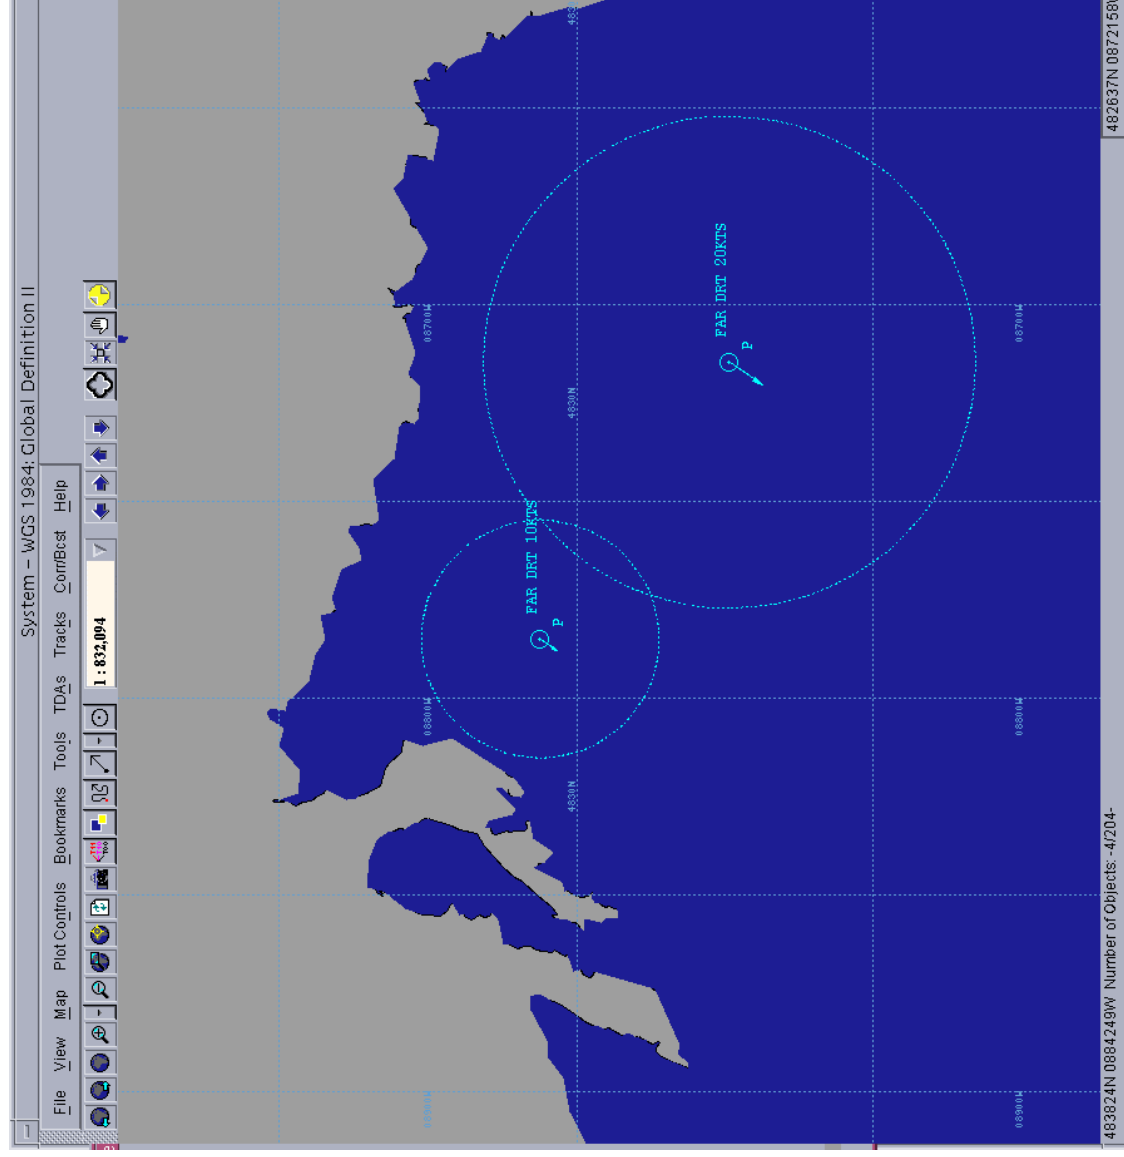 System – WGS 1984: Global Definition II
File View Map Plot Controls Bookmarks Tools TDAs Tracks Corr/Bcst Help
1 : 832,094
FAR DRT 10KTS
P
FAR DRT 20KTS
P
08900W
08800W
08700W
4830N
4830N
08900W
08800W
08700W
483824N 0884249W Number of Objects: -4/204-
482637N 0872158W